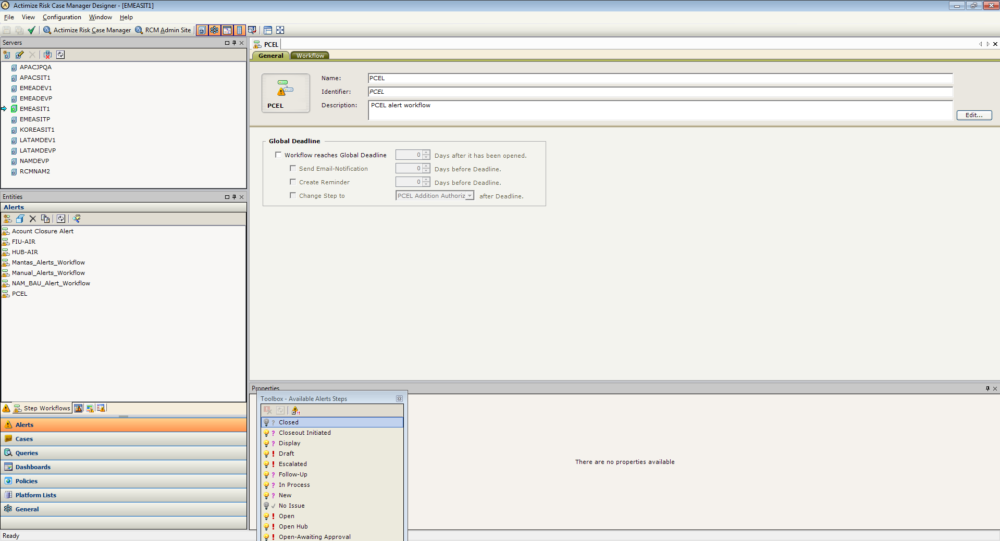 Actimize Risk Case Manager Designer - [EMEASIT1]
File View Configuration Window Help
Actimize Risk Case Manager RCM Admin Site
Servers
APACJPQA
APACSIT1
EMEADEV1
EMEADEVP
EMEASIT1
EMEASITP
KOREASIT1
LATAMDEV1
LATAMDEVP
NAMDEVP
RCMNAM2
Entities
Alerts
Acount Closure Alert
FIU-AIR
HUB-AIR
Mantas_Alerts_Workflow
Manual_Alerts_Workflow
NAM_BAU_Alert_Workflow
PCEL
Step Workflows
Alerts
Cases
Queries
Dashboards
Policies
Platform Lists
General
Ready
PCEL
General Workflow
PCEL
Name: PCEL
Identifier: PCEL
Description: PCEL alert workflow
Edit...
Global Deadline
Workflow reaches Global Deadline 0 Days after it has been opened.
Send Email-Notification 0 Days before Deadline.
Create Reminder 0 Days before Deadline.
Change Step to PCEL Addition Authoriz after Deadline.
Properties
There are no properties available
Toolbox - Available Alerts Steps
Closed
Closeout Initiated
Display
Draft
Escalated
Follow-Up
In Process
New
No Issue
Open
Open Hub
Open-Awaiting Approval